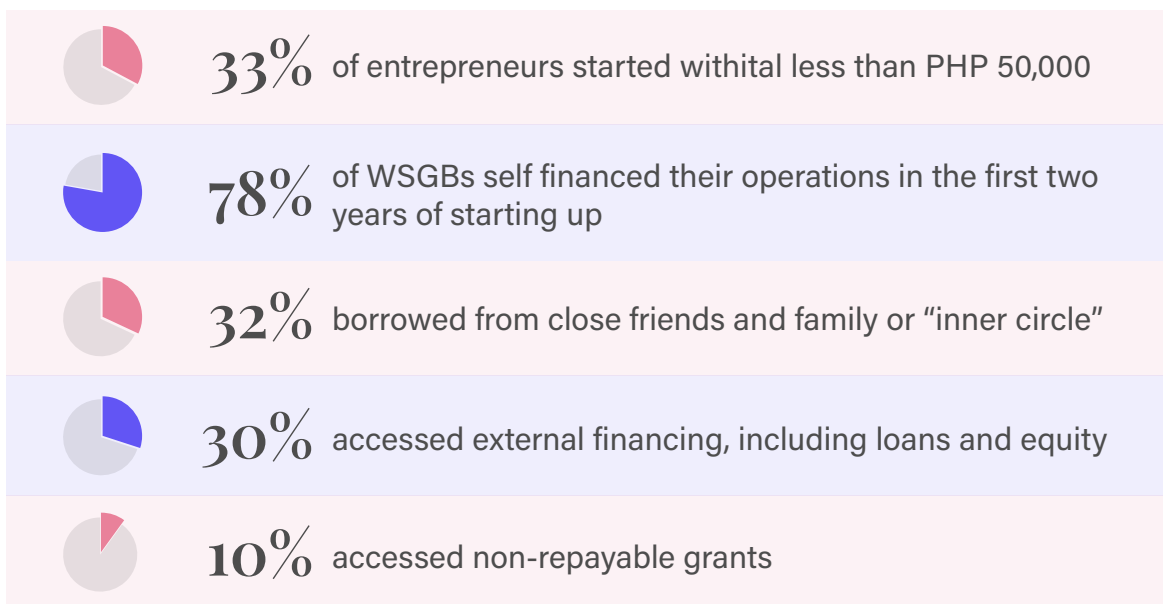 33% of entrepreneurs started withital less than PHP 50,000
78% of WSGBs self financed their operations in the first two
years of starting up
32% borrowed from close friends and family or “inner circle”
30% accessed external financing, including loans and equity
10% accessed non-repayable grants